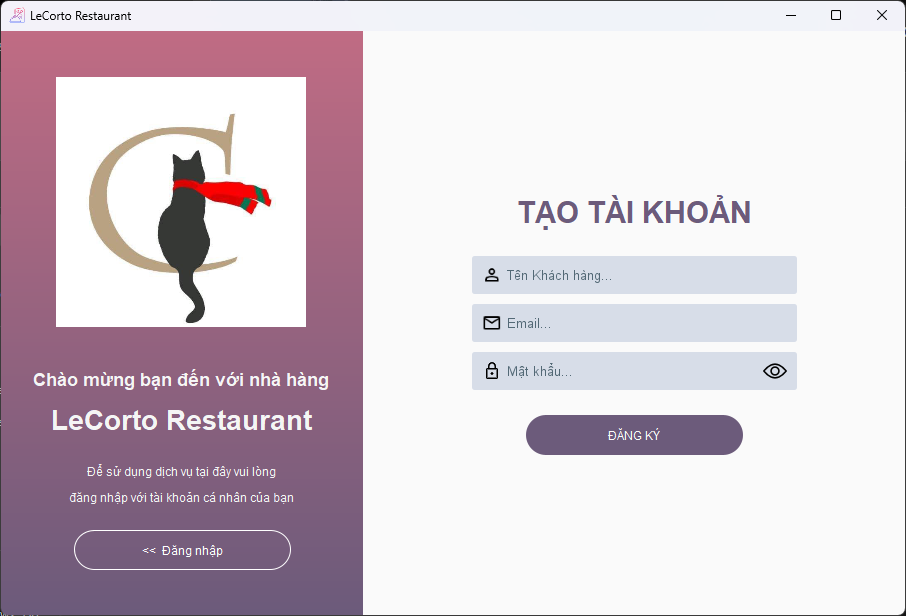 LeCorto Restaurant
C
Chào mừng bạn đến với nhà hàng
LeCorto Restaurant
Để sử dụng dịch vụ tại đây vui lòng
đăng nhập với tài khoản cá nhân của bạn
<< Đăng nhập
TẠO TÀI KHOẢN
Tên Khách hàng...
Email...
Mật khẩu...
ĐĂNG KÝ